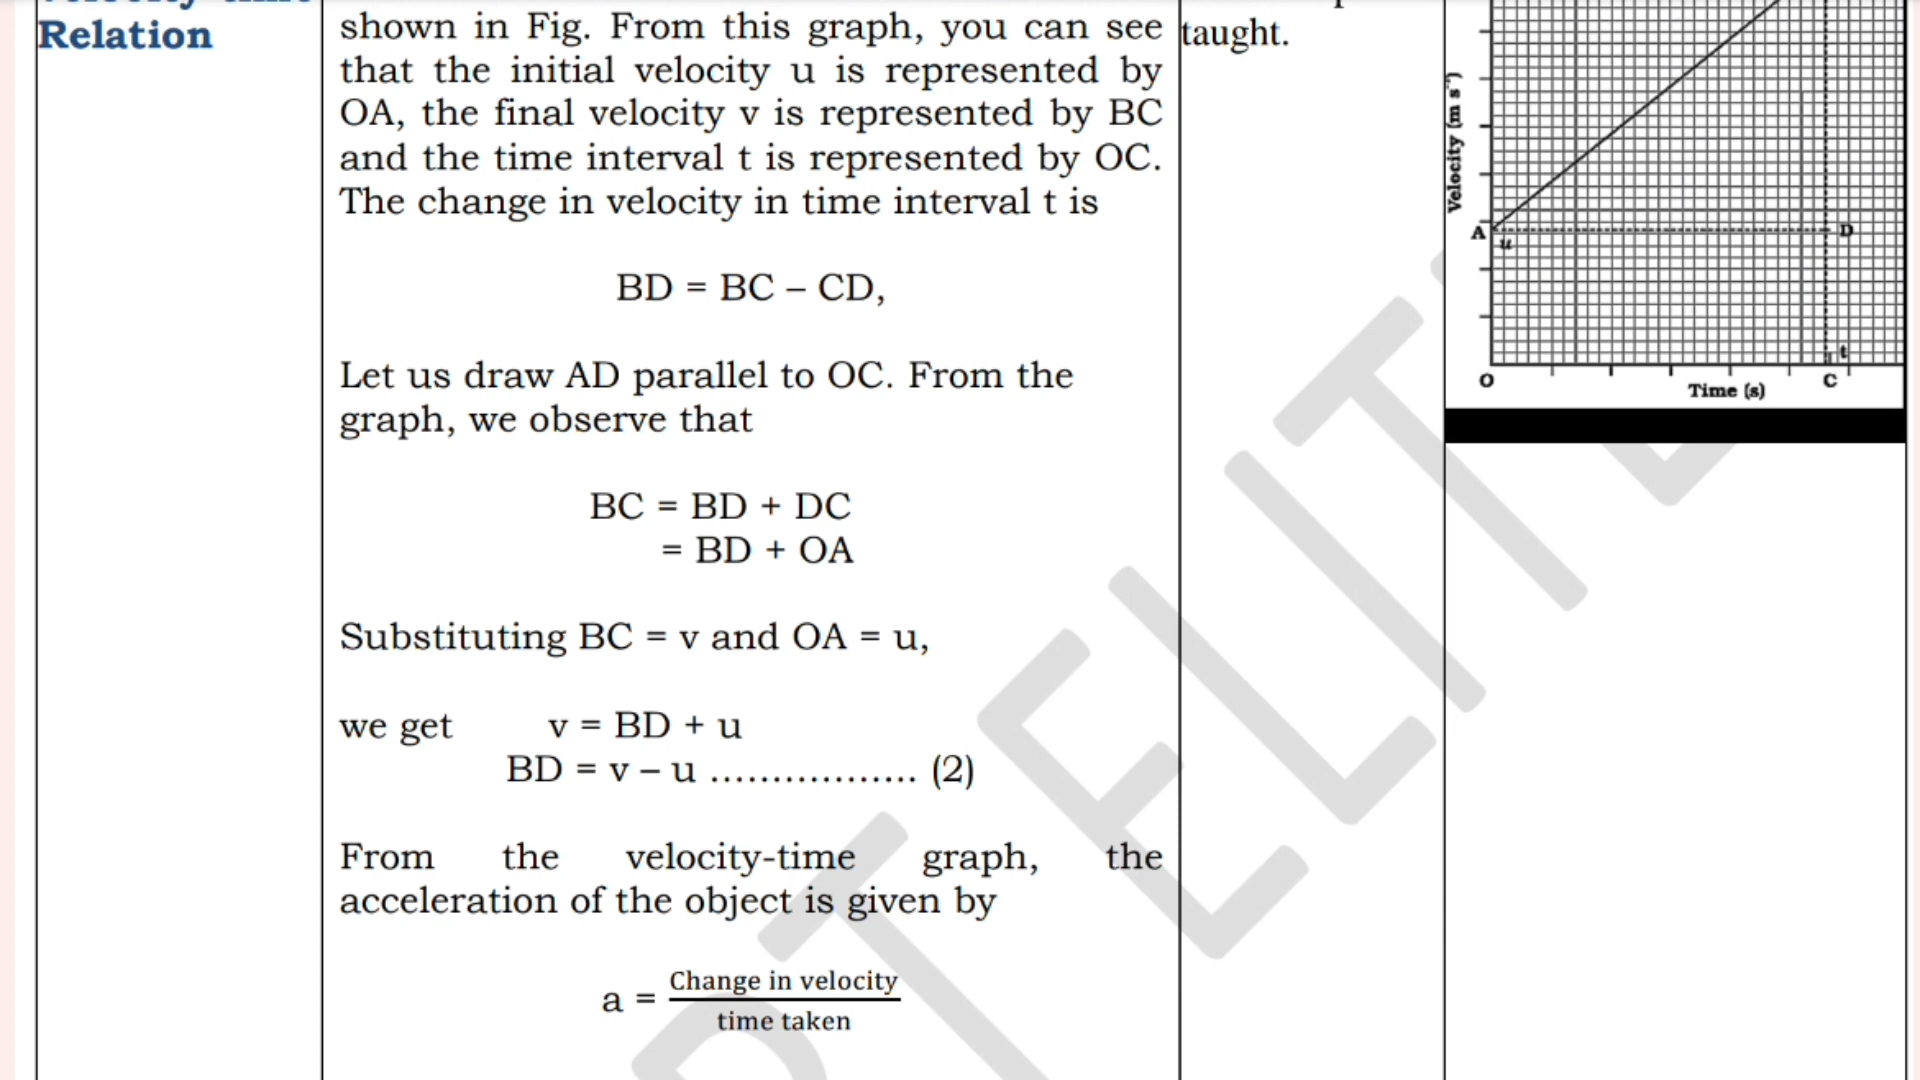 Relation
shown in Fig. From this graph, you can see
that the initial velocity u is represented by
OA, the final velocity v is represented by BC
and the time interval t is represented by OC.
The change in velocity in time interval t is
BD = BC – CD,
Let us draw AD parallel to OC. From the
graph, we observe that
BC = BD + DC
= BD + OA
Substituting BC = v and OA = u,
we get v = BD + u
BD = v – u ................. (2)
From the velocity-time graph, the
acceleration of the object is given by
a = Change in velocity
time taken
taught.
Velocity (m s⁻¹)
A
u
D
t
O
C
Time (s)